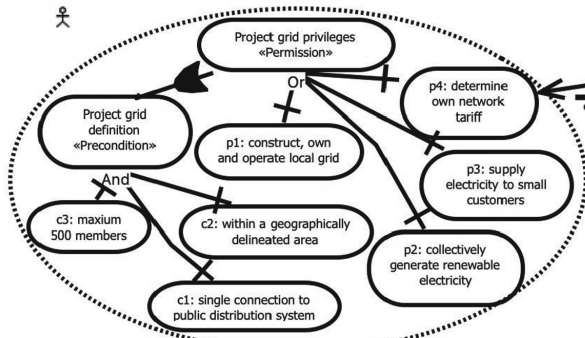 Project grid privileges
«Permission»
Or
Project grid
definition
«Precondition»
p4: determine
own network
tariff
p1: construct, own
and operate local grid
And
p3: supply
electricity to small
customers
c3: maxium
500 members
c2: within a geographically
delineated area
p2: collectively
generate renewable
electricity
c1: single connection to
public distribution system